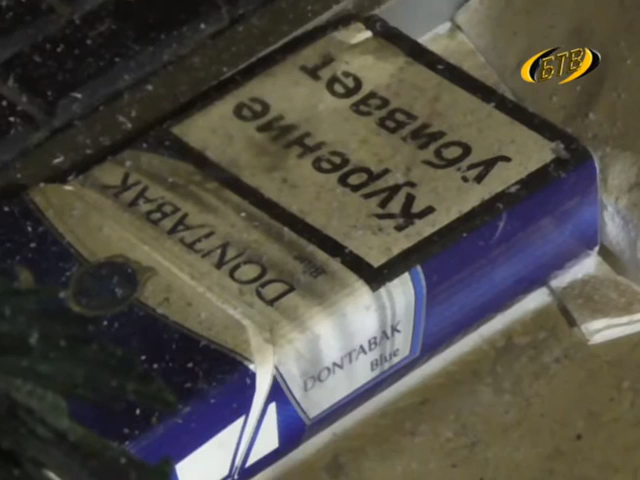 БТВ
Курение
убивает
DONTABAK
Blue
DONTABAK
Blue